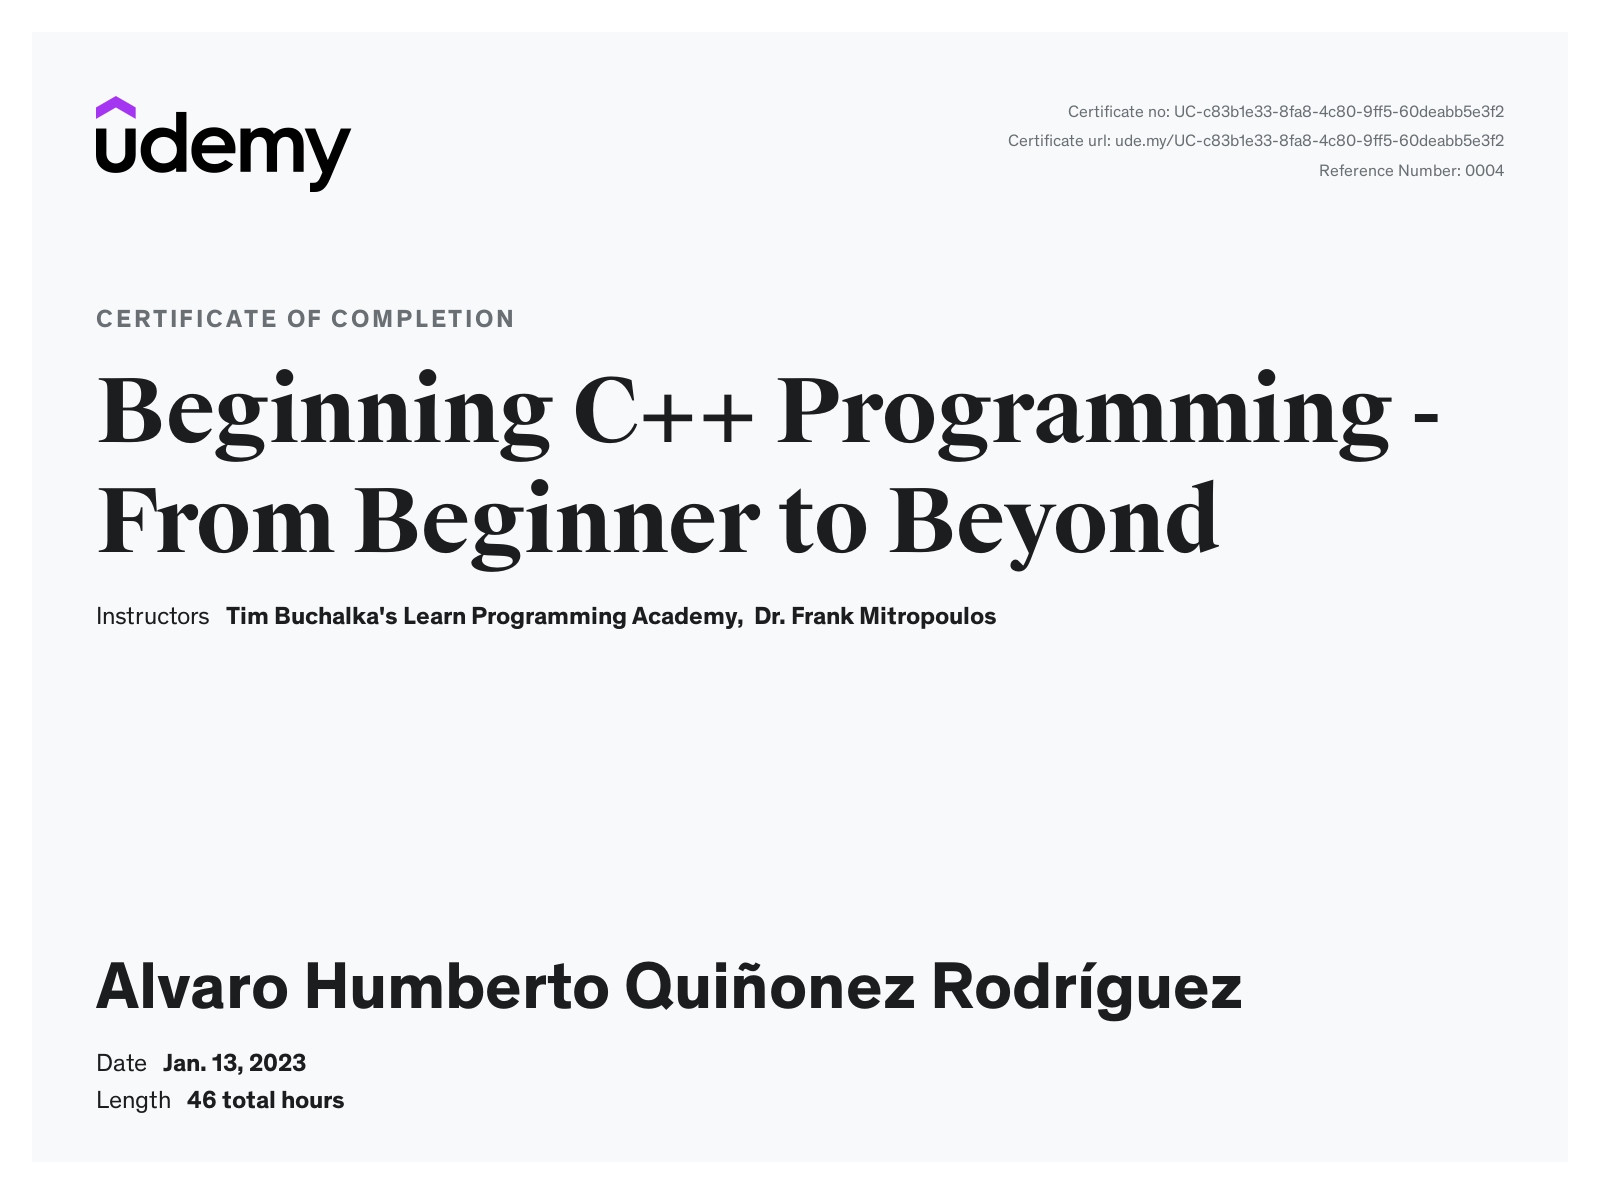 udemy
Certificate no: UC-c83b1e33-8fa8-4c80-9ff5-60deabb5e3f2
Certificate url: ude.my/UC-c83b1e33-8fa8-4c80-9ff5-60deabb5e3f2
Reference Number: 0004
CERTIFICATE OF COMPLETION
Beginning C++ Programming -
From Beginner to Beyond
Instructors Tim Buchalka's Learn Programming Academy, Dr. Frank Mitropoulos
Alvaro Humberto Quiñonez Rodríguez
Date Jan. 13, 2023
Length 46 total hours